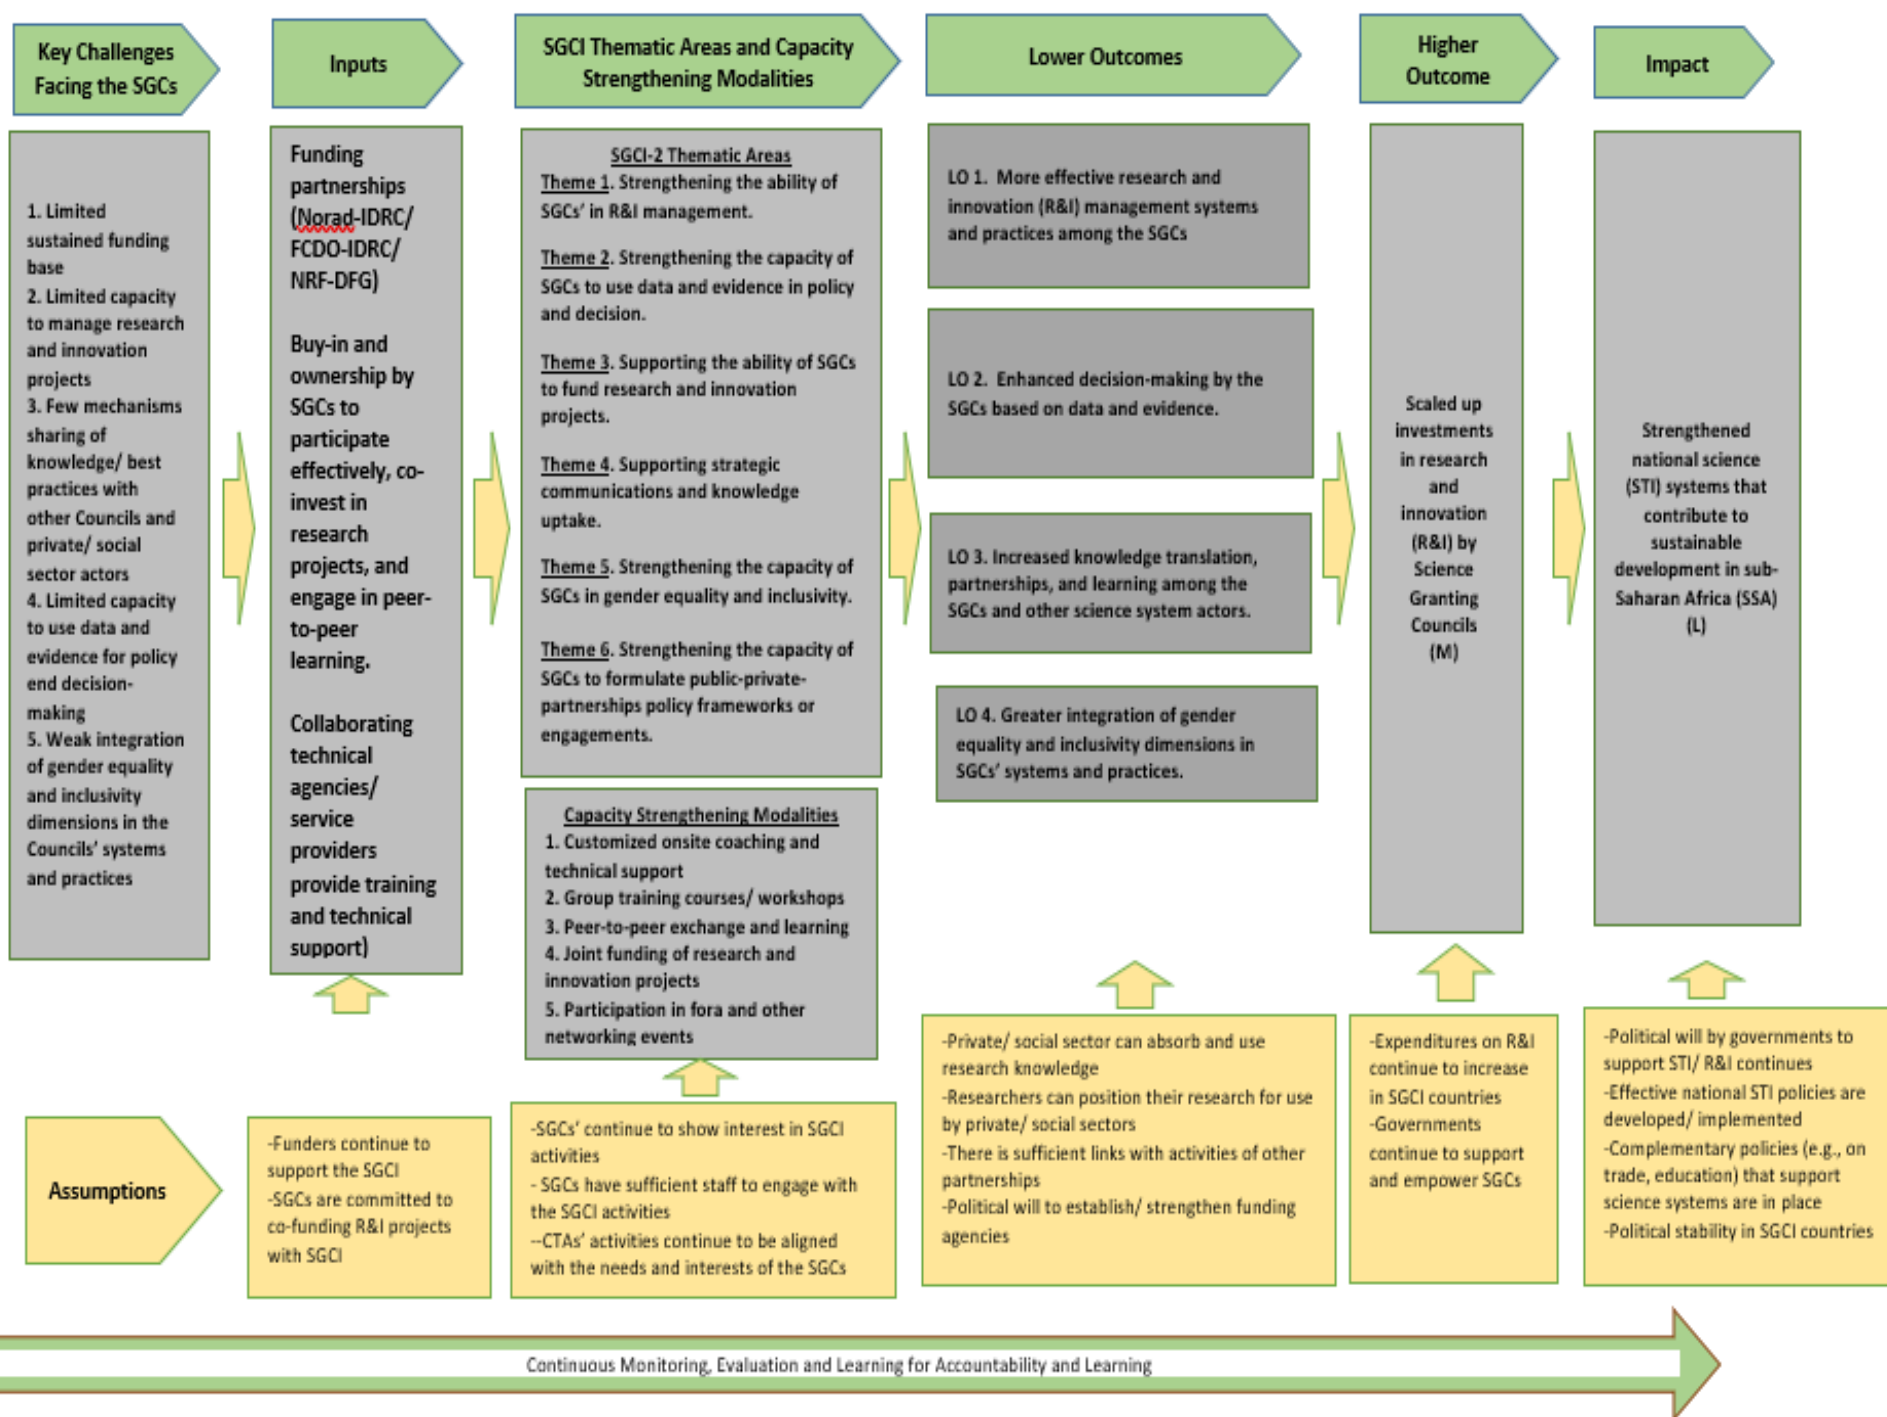 Key Challenges
Facing the SGCs
Inputs
SGCI Thematic Areas and Capacity
Strengthening Modalities
Lower Outcomes
Higher
Outcome
Impact
1. Limited
sustained funding
base
2. Limited capacity
to manage research
and innovation
projects
3. Few mechanisms
sharing of
knowledge/ best
practices with
other Councils and
private/ social
sector actors
4. Limited capacity
to use data and
evidence for policy
end decision-
making
5. Weak integration
of gender equality
and inclusivity
dimensions in the
Councils' systems
and practices
Funding
partnerships
(Norad-IDRC/
FCDO-IDRC/
NRF-DFG)
Buy-in and
ownership by
SGCs to
participate
effectively, co-
invest in
research
projects, and
engage in peer-
to-peer
learning.
Collaborating
technical
agencies/
service
providers
provide training
and technical
support)
SGCI-2 Thematic Areas
Theme 1. Strengthening the ability of
SGCs' in R&I management.
Theme 2. Strengthening the capacity of
SGCs to use data and evidence in policy
and decision.
Theme 3. Supporting the ability of SGCs
to fund research and innovation
projects.
Theme 4. Supporting strategic
communications and knowledge
uptake.
Theme 5. Strengthening the capacity of
SGCs in gender equality and inclusivity.
Theme 6. Strengthening the capacity of
SGCs to formulate public-private-
partnerships policy frameworks or
engagements.
Capacity Strengthening Modalities
1. Customized onsite coaching and
technical support
2. Group training courses/ workshops
3. Peer-to-peer exchange and learning
4. Joint funding of research and
innovation projects
5. Participation in fora and other
networking events
LO 1. More effective research and
innovation (R&I) management systems
and practices among the SGCs
LO 2. Enhanced decision-making by the
SGCs based on data and evidence.
LO 3. Increased knowledge translation,
partnerships, and learning among the
SGCs and other science system actors.
LO 4. Greater integration of gender
equality and inclusivity dimensions in
SGCs' systems and practices.
Scaled up
investments
in research
and
innovation
(R&I) by
Science
Granting
Councils
(M)
Strengthened
national science
(STI) systems that
contribute to
sustainable
development in sub-
Saharan Africa (SSA)
(L)
Assumptions
-Funders continue to
support the SGCI
-SGCs are committed to
co-funding R&I projects
with SGCI
-SGCs' continue to show interest in SGCI
activities
- SGCs have sufficient staff to engage with
the SGCI activities
--CTAs' activities continue to be aligned
with the needs and interests of the SGCs
-Private/ social sector can absorb and use
research knowledge
-Researchers can position their research for use
by private/ social sectors
-There is sufficient links with activities of other
partnerships
-Political will to establish/ strengthen funding
agencies
-Expenditures on R&I
continue to increase
in SGCI countries
-Governments
continue to support
and empower SGCs
-Political will by governments to
support STI/ R&I continues
-Effective national STI policies are
developed/ implemented
-Complementary policies (e.g., on
trade, education) that support
science systems are in place
-Political stability in SGCI countries
Continuous Monitoring, Evaluation and Learning for Accountability and Learning